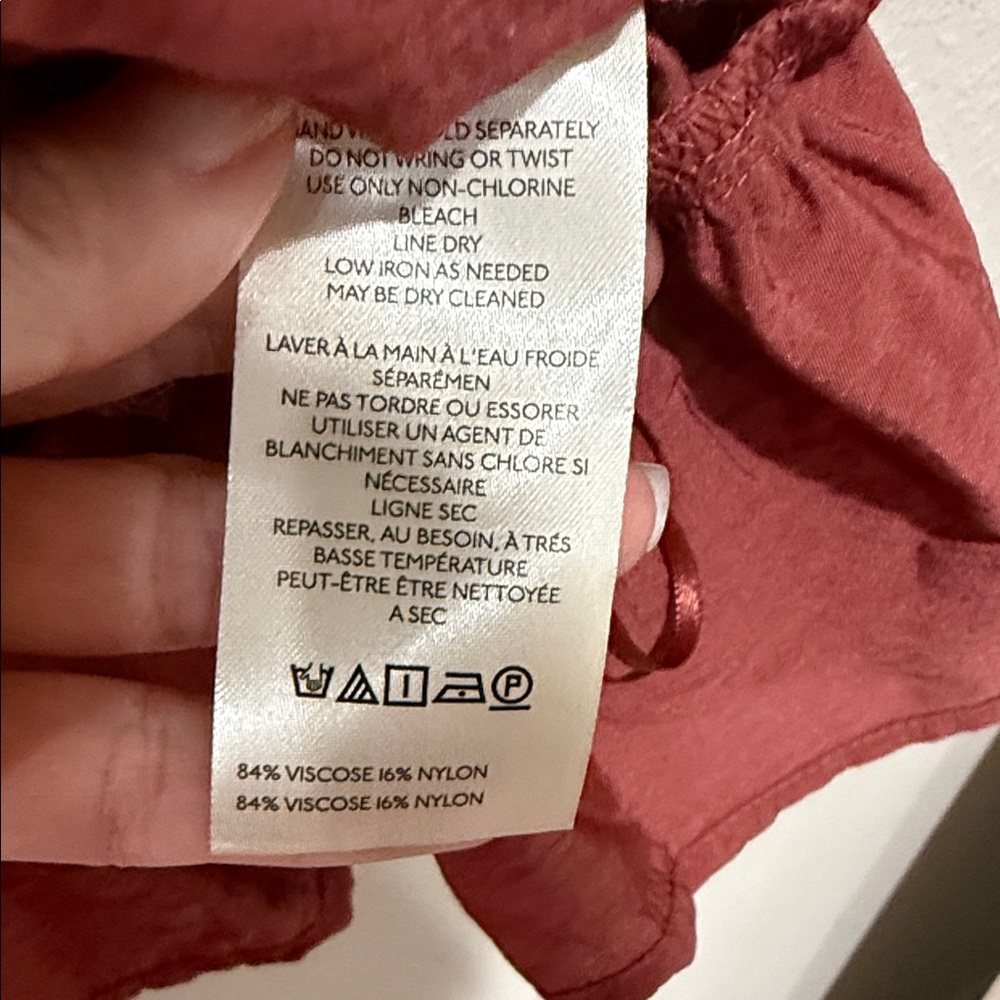 SEPARATELY
DO NOT WRING OR TWIST
USE ONLY NON-CHLORINE
BLEACH
LINE DRY
LOW IRON AS NEEDED
MAY BE DRY CLEANED
LAVER À LA MAIN À L'EAU FROIDE
SÉPARÉMEN
NE PAS TORDRE OU ESSORER
UTILISER UN AGENT DE
BLANCHIMENT SANS CHLORE SI
NÉCESSAIRE
LIGNE SEC
REPASSER, AU BESOIN, À TRÉS
BASSE TEMPÉRATURE
PEUT-ÊTRE ÊTRE NETTOYÉE
A SEC
P
84% VISCOSE 16% NYLON
84% VISCOSE 16% NYLON